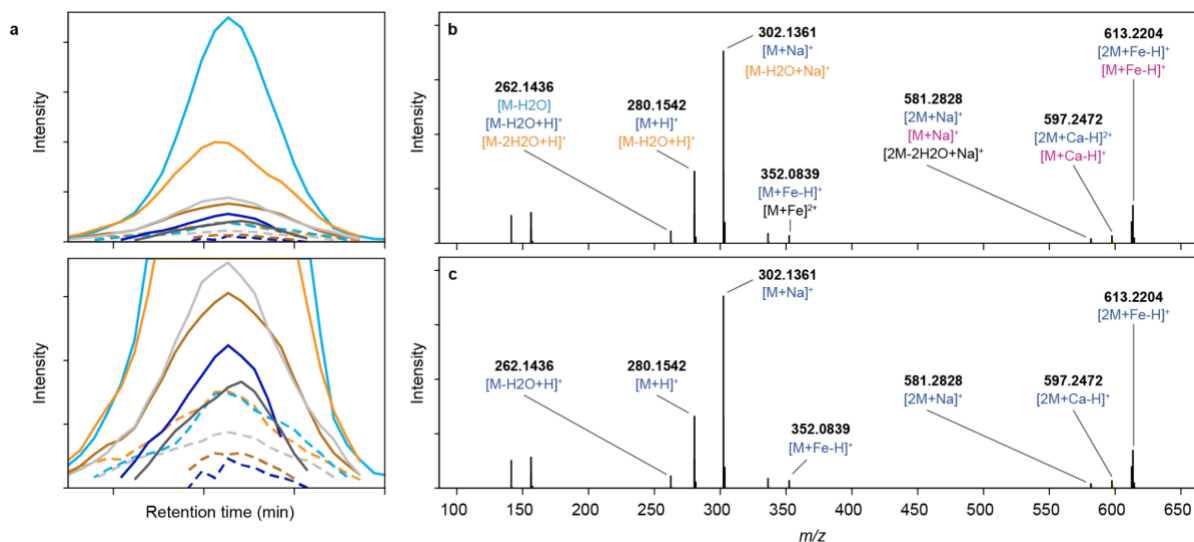 a
Intensity
Intensity
Retention time (min)
b
Intensity
262.1436
[M-H2O]
[M-H2O+H]⁺
[M-2H2O+H]⁺
280.1542
[M+H]⁺
[M-H2O+H]⁺
302.1361
[M+Na]⁺
[M-H2O+Na]⁺
352.0839
[M+Fe-H]⁺
[M+Fe]²⁺
581.2828
[2M+Na]⁺
[M+Na]⁺
[2M-2H2O+Na]⁺
597.2472
[2M+Ca-H]²⁺
[M+Ca-H]⁺
613.2204
[2M+Fe-H]⁺
[M+Fe-H]⁺
c
Intensity
262.1436
[M-H2O+H]⁺
280.1542
[M+H]⁺
302.1361
[M+Na]⁺
352.0839
[M+Fe-H]⁺
581.2828
[2M+Na]⁺
597.2472
[2M+Ca-H]⁺
613.2204
[2M+Fe-H]⁺
100 150 200 250 300 350 400 450 500 550 600 650
m/z